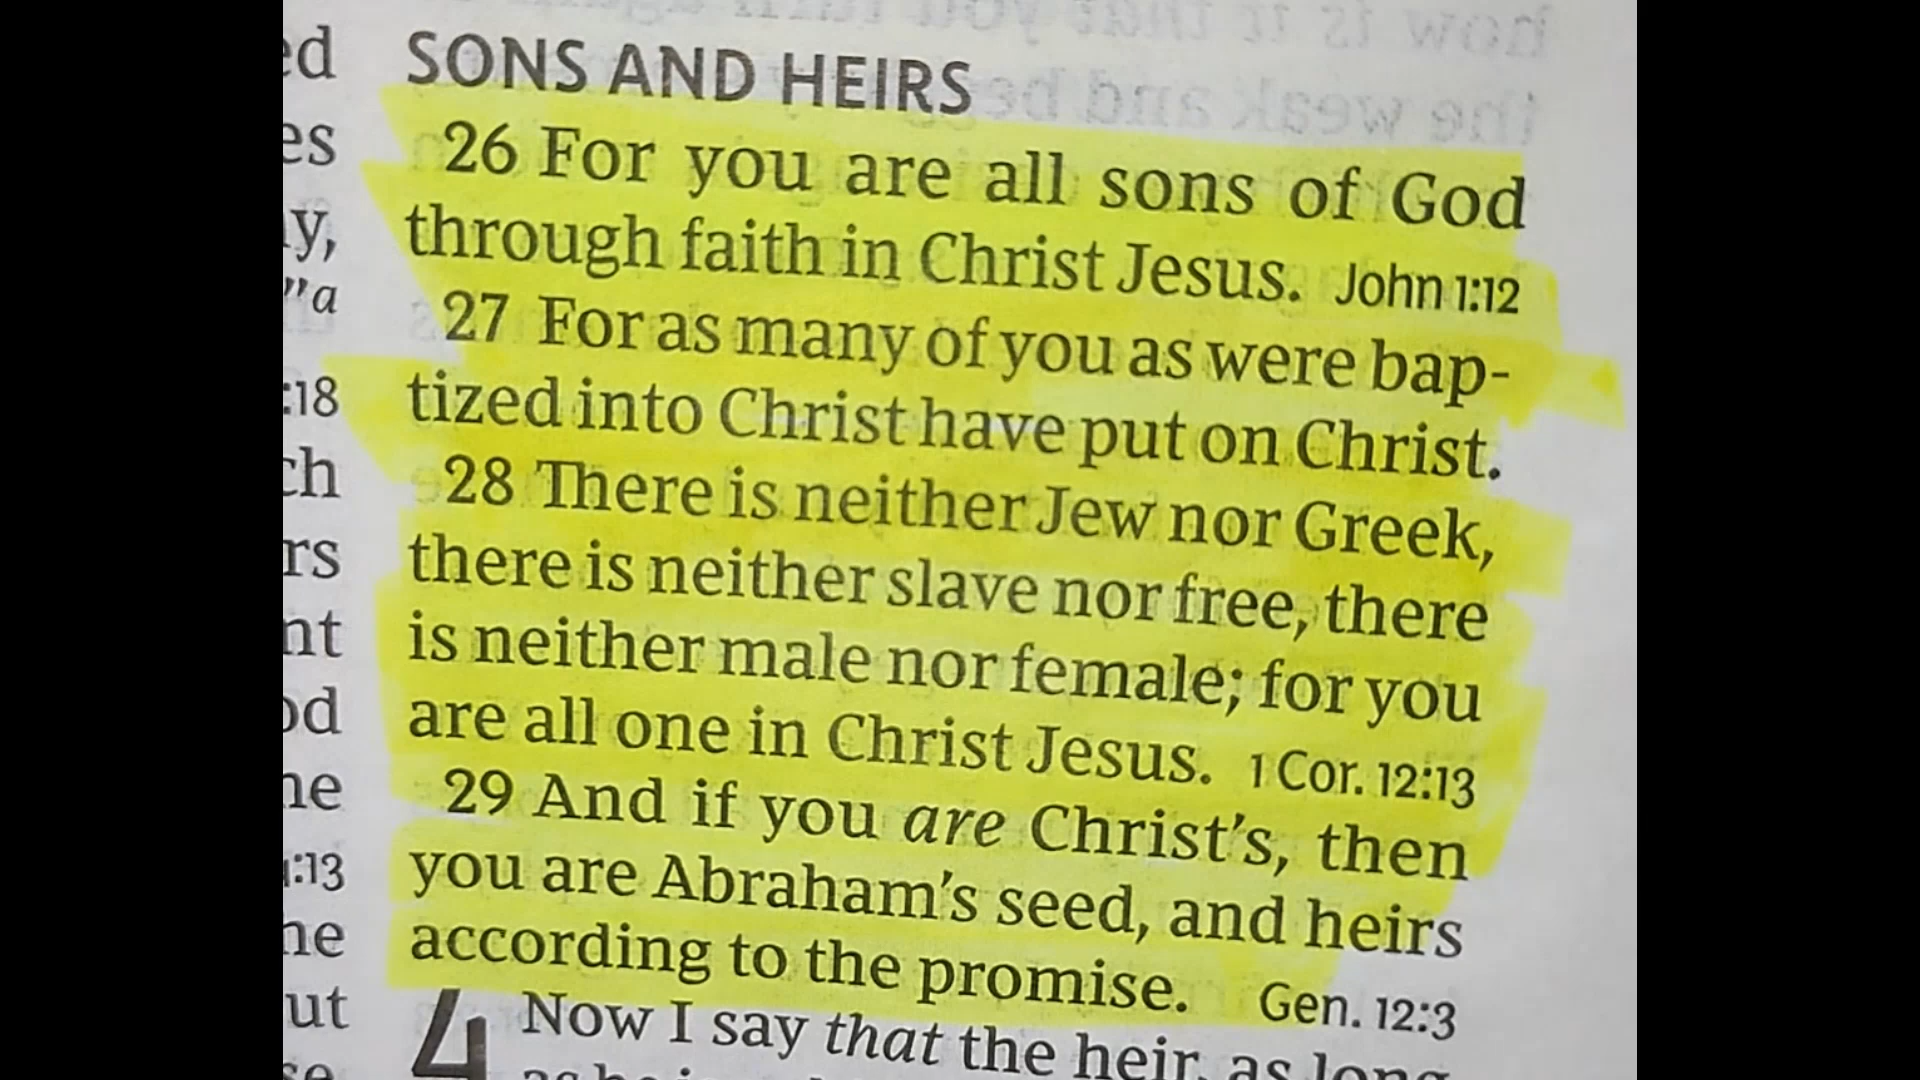 SONS AND HEIRS
26 For you are all sons of God
through faith in Christ Jesus. John 1:12
27 For as many of you as were bap-
tized into Christ have put on Christ.
28 There is neither Jew nor Greek,
there is neither slave nor free, there
is neither male nor female; for you
are all one in Christ Jesus. 1 Cor. 12:13
29 And if you are Christ's, then
you are Abraham's seed, and heirs
according to the promise. Gen. 12:3
4 Now I say that the heir, as long